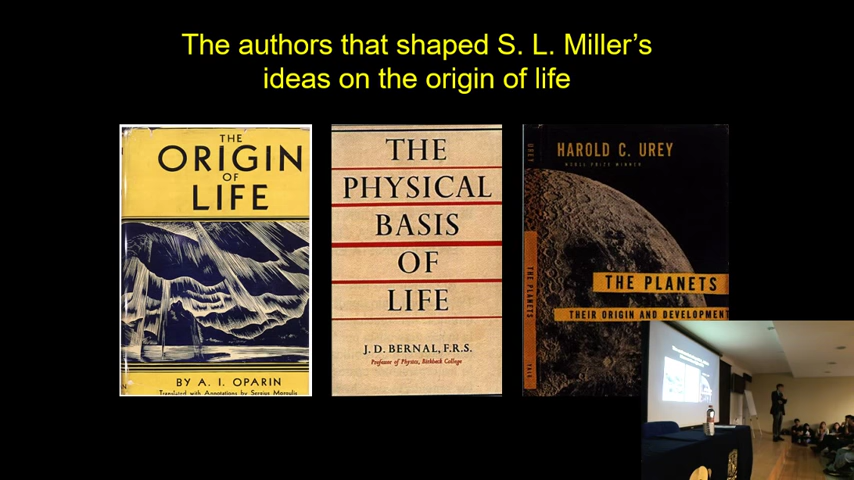 The authors that shaped S. L. Miller's
ideas on the origin of life
THE
ORIGIN
OF
LIFE
BY A. I. OPARIN
Translated with Annotations by Sergius Morgulis
THE
PHYSICAL
BASIS
OF
LIFE
J. D. BERNAL, F.R.S.
Professor of Physics, Birkbeck College
UREY
HAROLD C. UREY
NOBEL PRIZE WINNER
THE PLANETS
THE PLANETS
THEIR ORIGIN AND DEVELOPMENT
YALE